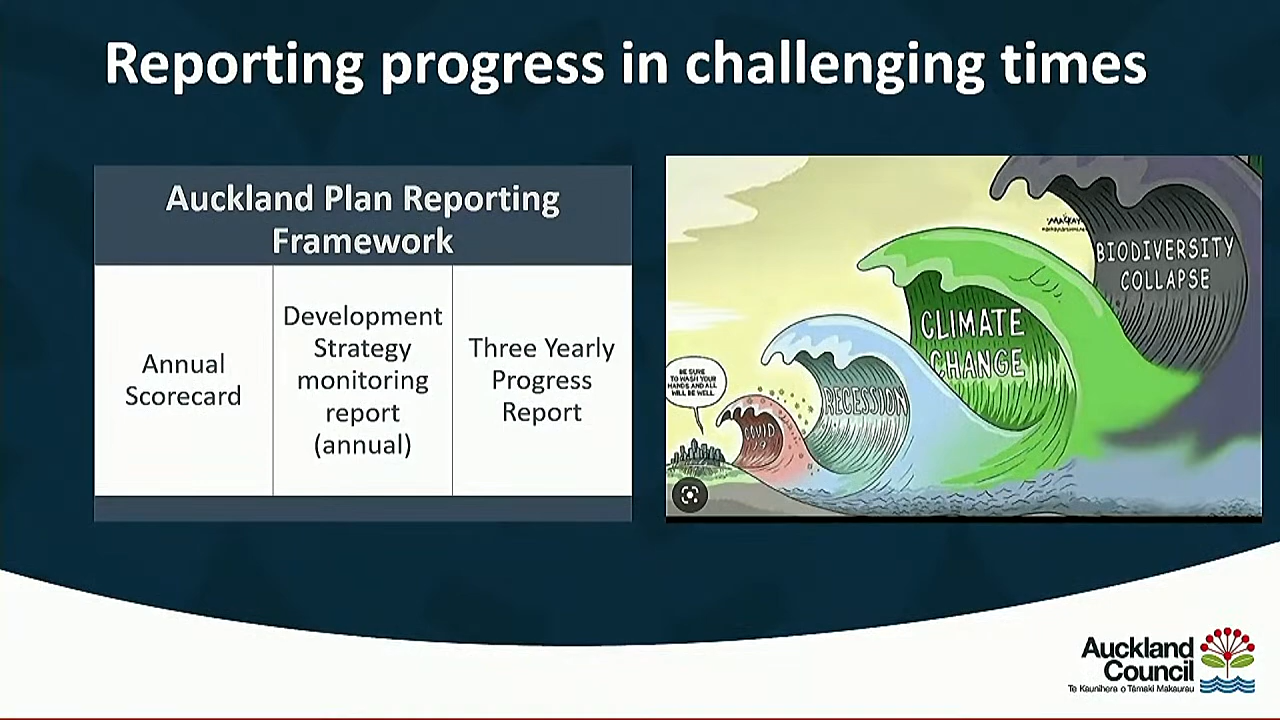 Reporting progress in challenging times
Auckland Plan Reporting
Framework
Annual
Scorecard
Development
Strategy
monitoring
report
(annual)
Three Yearly
Progress
Report
BE SURE
TO WASH YOUR
HANDS AND ALL
WILL BE WELL.
COVID
RECESSION
CLIMATE
CHANGE
BIODIVERSITY
COLLAPSE
Auckland
Council
Te Kaunihera o Tāmaki Makaurau